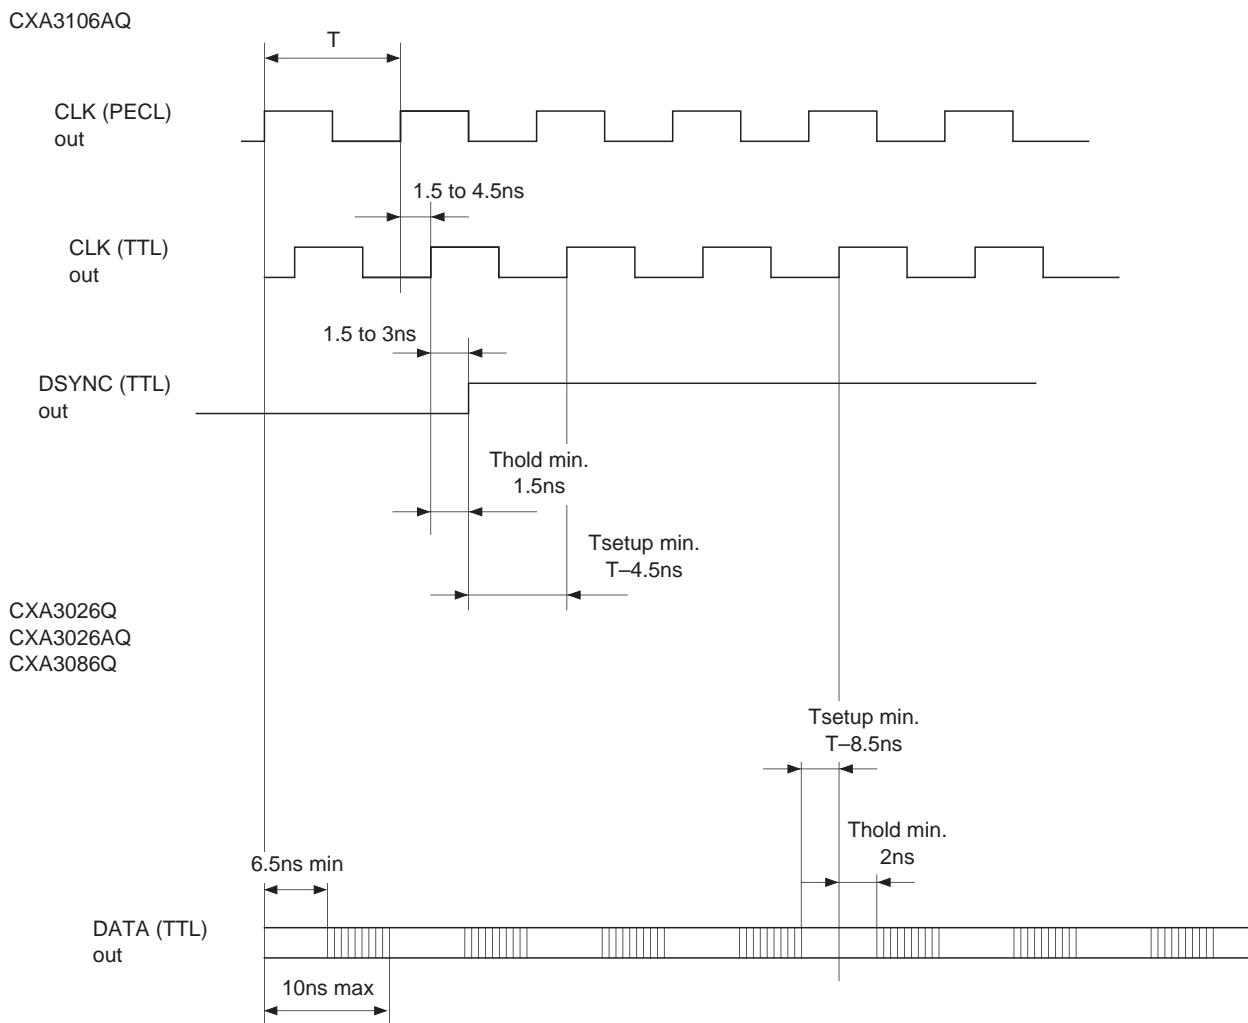 CXA3106AQ
T
CLK (PECL)
out
1.5 to 4.5ns
CLK (TTL)
out
1.5 to 3ns
DSYNC (TTL)
out
Thold min.
1.5ns
Tsetup min.
T–4.5ns
CXA3026Q
CXA3026AQ
CXA3086Q
Tsetup min.
T–8.5ns
Thold min.
2ns
6.5ns min
DATA (TTL)
out
10ns max